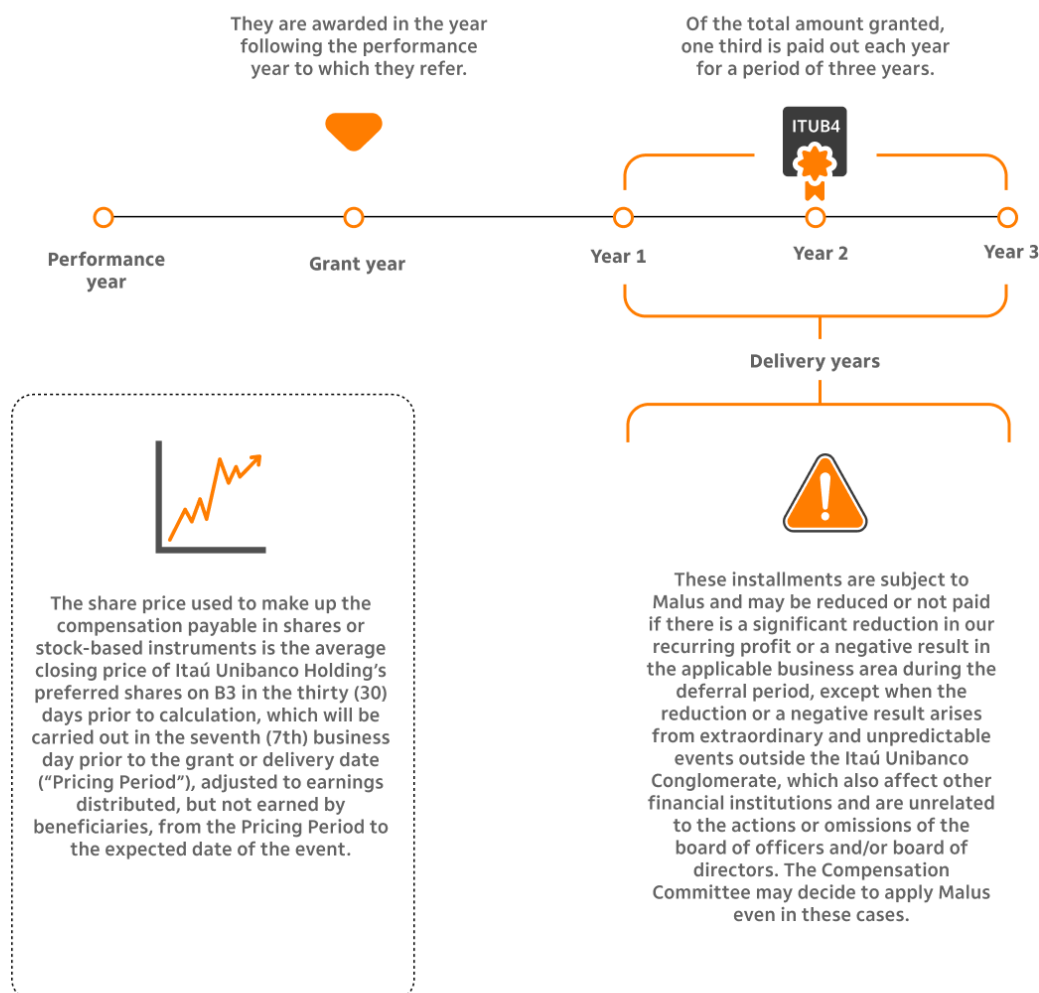 They are awarded in the year
following the performance
year to which they refer.
Of the total amount granted,
one third is paid out each year
for a period of three years.
ITUB4
Performance
year
Grant year
Year 1
Year 2
Year 3
Delivery years
The share price used to make up the
compensation payable in shares or
stock-based instruments is the average
closing price of Itaú Unibanco Holding’s
preferred shares on B3 in the thirty (30)
days prior to calculation, which will be
carried out in the seventh (7th) business
day prior to the grant or delivery date
(“Pricing Period”), adjusted to earnings
distributed, but not earned by
beneficiaries, from the Pricing Period to
the expected date of the event.
These installments are subject to
Malus and may be reduced or not paid
if there is a significant reduction in our
recurring profit or a negative result in
the applicable business area during the
deferral period, except when the
reduction or a negative result arises
from extraordinary and unpredictable
events outside the Itaú Unibanco
Conglomerate, which also affect other
financial institutions and are unrelated
to the actions or omissions of the
board of officers and/or board of
directors. The Compensation
Committee may decide to apply Malus
even in these cases.